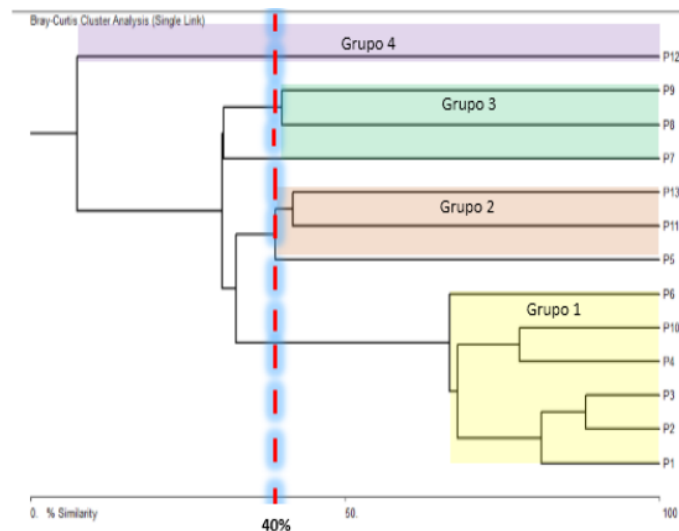 Bray-Curtis Cluster Analysis (Single Link)
Grupo 4
P12
P9
Grupo 3
P8
P7
P13
Grupo 2
P11
P5
P6
Grupo 1
P10
P4
P3
P2
P1
0. % Similarity 50. 100
40%